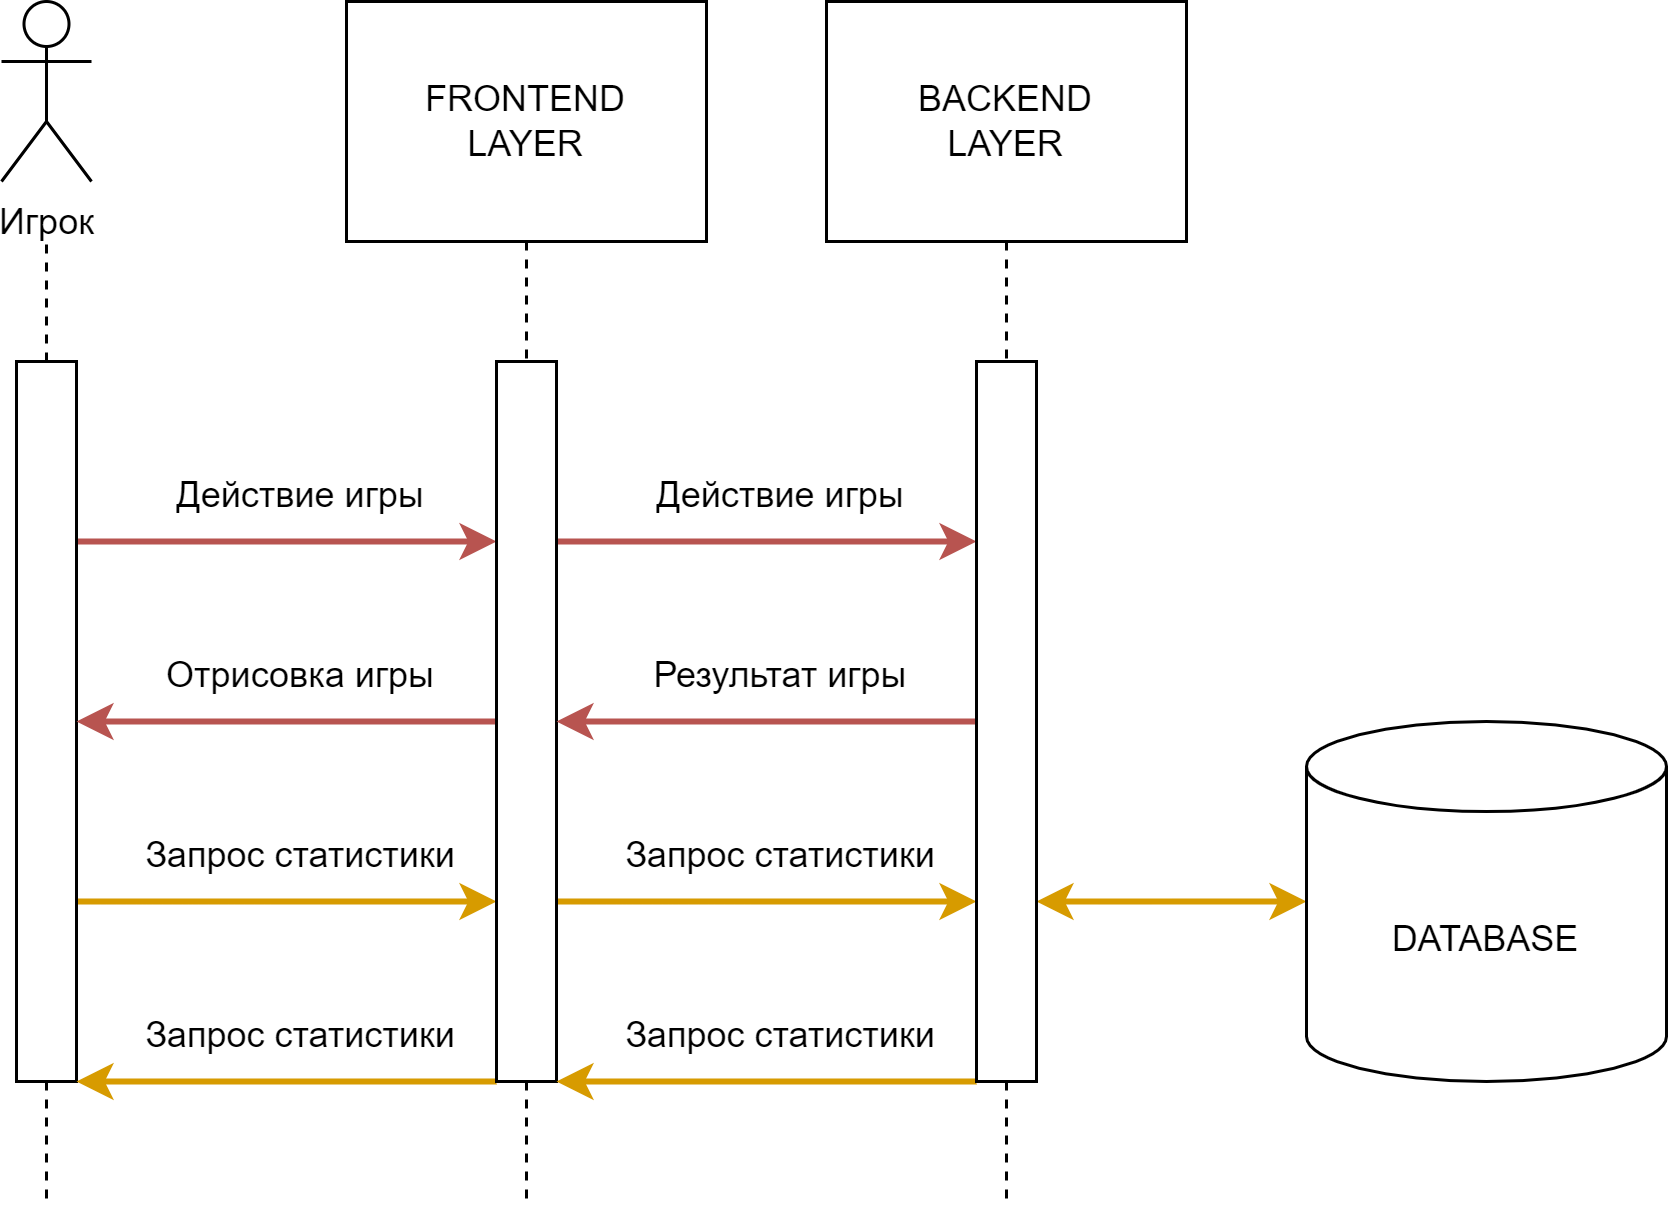 Игрок
FRONTEND
LAYER
BACKEND
LAYER
Действие игры
Действие игры
Отрисовка игры
Результат игры
Запрос статистики
Запрос статистики
DATABASE
Запрос статистики
Запрос статистики